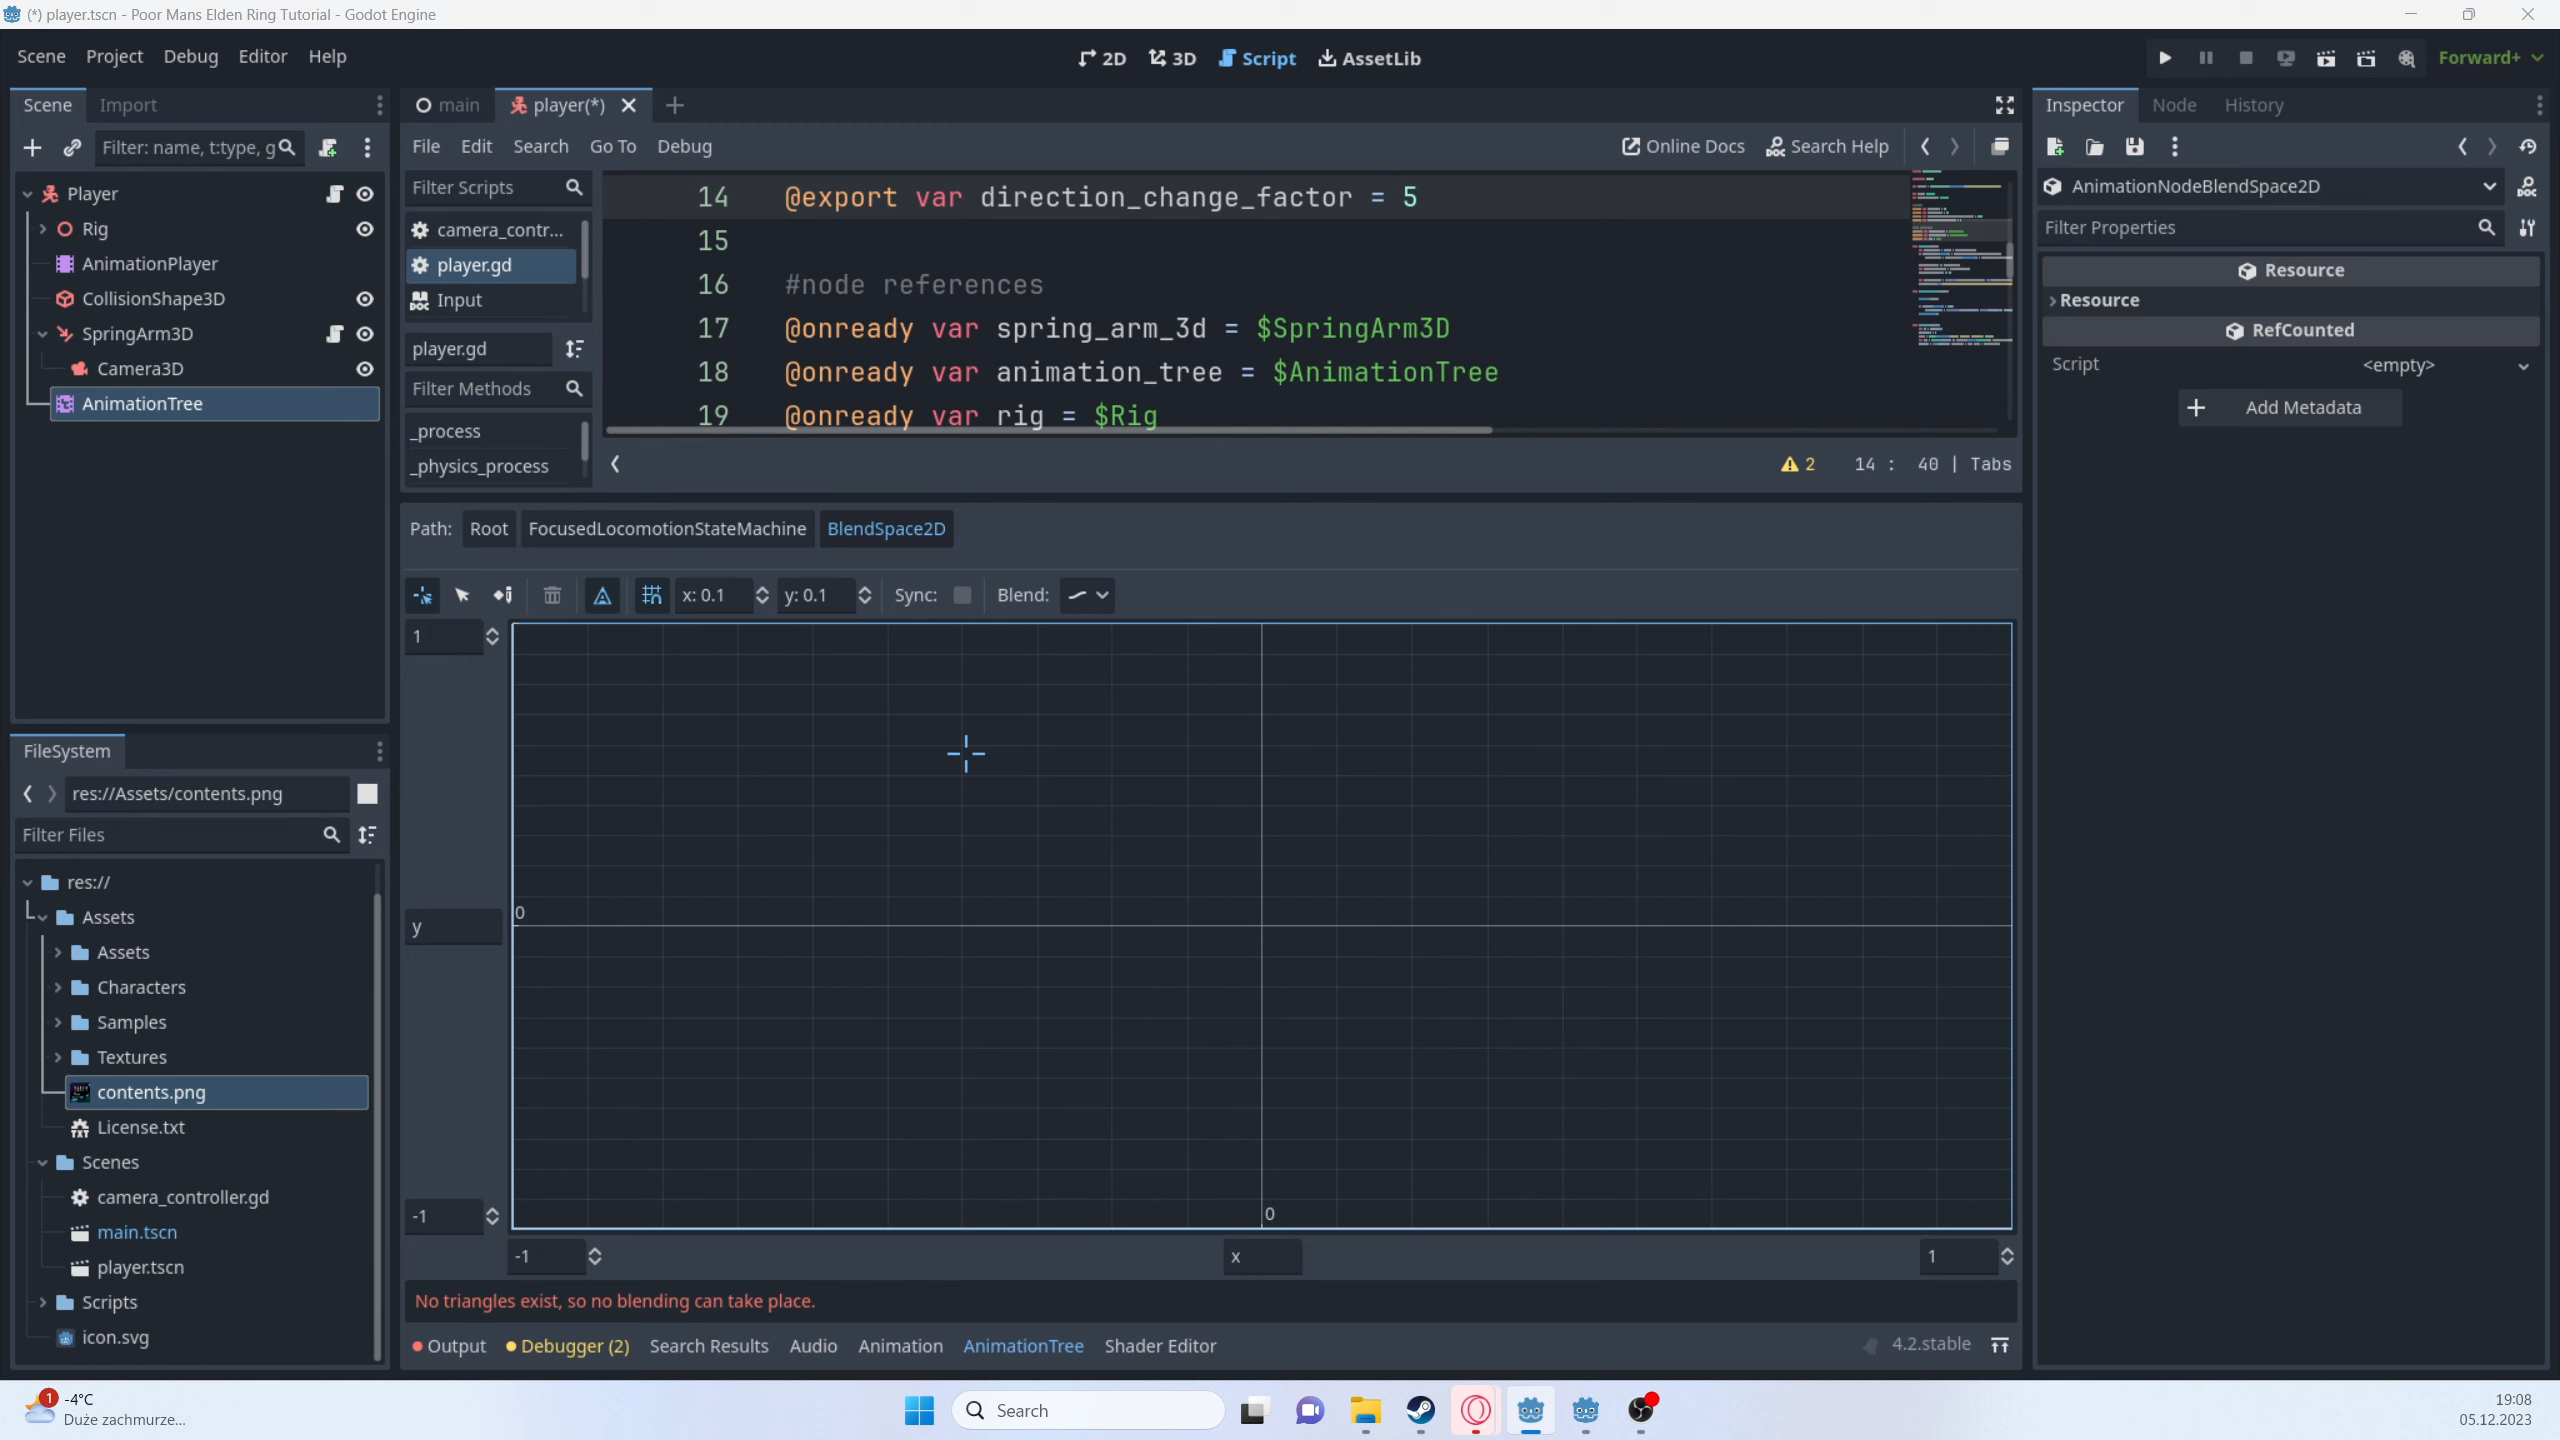 (*) player.tscn - Poor Mans Elden Ring Tutorial - Godot Engine
Scene Project Debug Editor Help
2D 3D Script AssetLib
Forward+
Scene Import
main player(*)
Inspector Node History
Filter: name, t:type, g
File Edit Search Go To Debug
Online Docs Search Help
Player
Rig
AnimationPlayer
CollisionShape3D
SpringArm3D
Camera3D
AnimationTree
Filter Scripts
camera_contr...
player.gd
Input
player.gd
Filter Methods
_process
_physics_process
14 @export var direction_change_factor = 5
15
16 #node references
17 @onready var spring_arm_3d = $SpringArm3D
18 @onready var animation_tree = $AnimationTree
19 @onready var rig = $Rig
2 14 : 40 | Tabs
AnimationNodeBlendSpace2D
Filter Properties
Resource
Resource
RefCounted
Script <empty>
Add Metadata
Path: Root FocusedLocomotionStateMachine BlendSpace2D
x: 0.1 y: 0.1 Sync: Blend:
1
0
y
-1
0
-1 x 1
No triangles exist, so no blending can take place.
Output Debugger (2) Search Results Audio Animation AnimationTree Shader Editor
4.2.stable
FileSystem
res://Assets/contents.png
Filter Files
res://
Assets
Assets
Characters
Samples
Textures
contents.png
License.txt
Scenes
camera_controller.gd
main.tscn
player.tscn
Scripts
icon.svg
1
-4°C
Duże zachmurze...
Search
19:08
05.12.2023